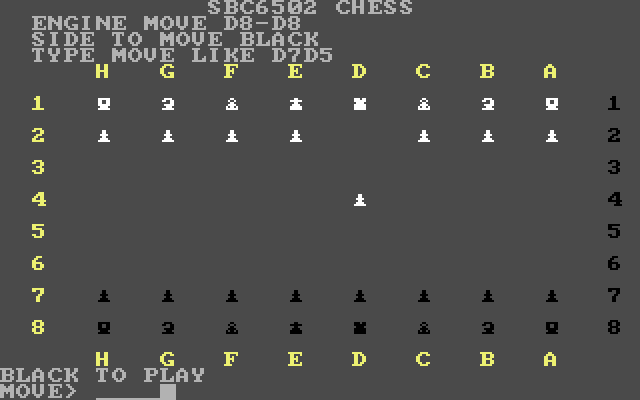 SBC6502 CHESS
ENGINE MOVE D8-D8
SIDE TO MOVE BLACK
TYPE MOVE LIKE D7D5
H G F E D C B A
1 1
2 2
3 3
4 4
5 5
6 6
7 7
8 8
H G F E D C B A
BLACK TO PLAY
MOVE> _____